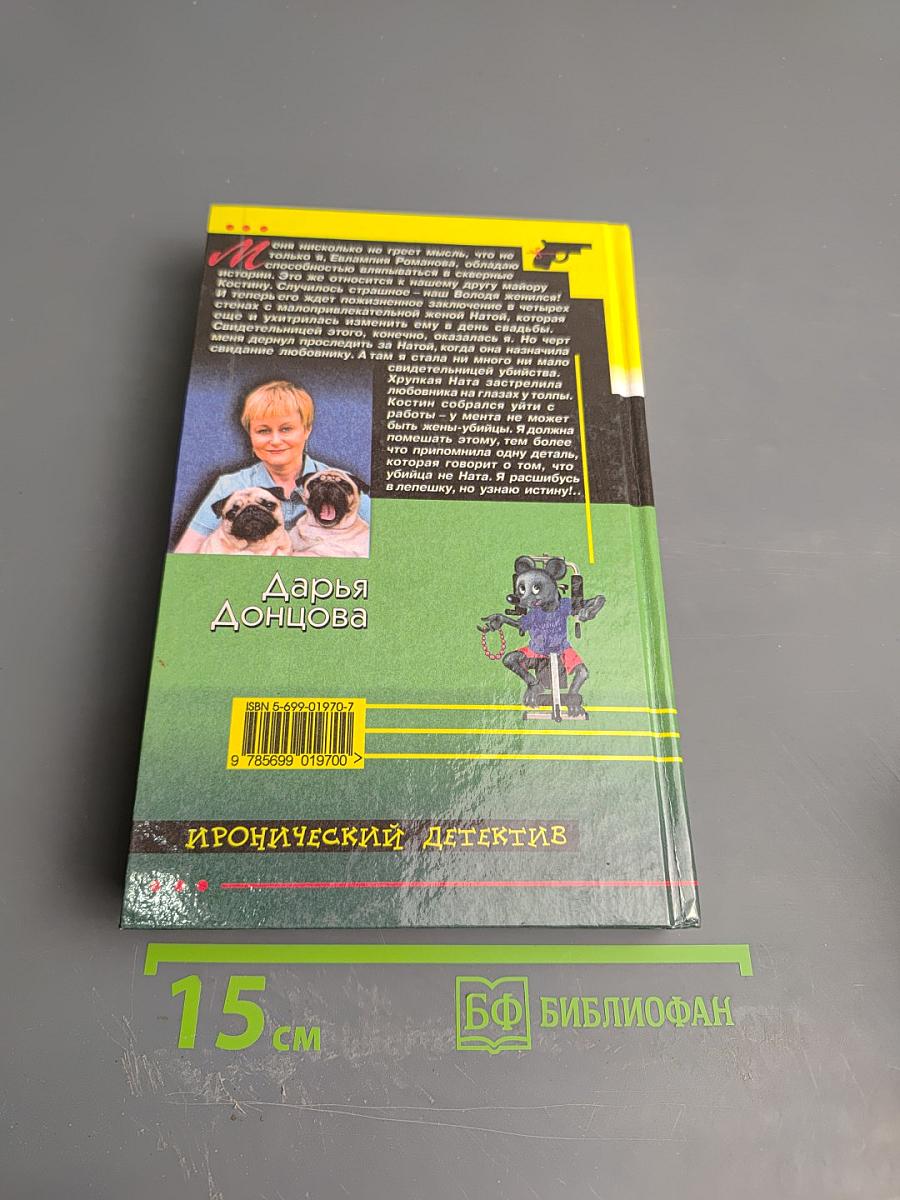 Меня нисколько не греет мысль, что не
только я, Евлампия Романова, обладаю
способностью вляпываться в скверные
истории. Это же относится к нашему другу майору
Костину. Случилось страшное – наш Володя женился!
И теперь его ждет пожизненное заключение в четырех
стенах с малопривлекательной женой Натой, которая
еще и ухитрилась изменить ему в день свадьбы.
Свидетельницей этого, конечно, оказалась я. Но черт
меня дернул проследить за Натой, когда она назначила
свидание любовнику. А там я стала ни много ни мало
свидетельницей убийства.
Хрупкая Ната застрелила
любовника на глазах у толпы.
Костин собрался уйти с
работы – у мента не может
быть жены-убийцы. Я должна
помешать этому, тем более
что припомнила одну деталь,
которая говорит о том, что
убийца не Ната. Я расшибусь
в лепешку, но узнаю истину!..
Дарья
Донцова
ISBN 5-699-01970-7
9 785699 019700 >
ИРОНИЧЕСКИЙ ДЕТЕКТИВ
15 см
БФ БИБЛИОФАН